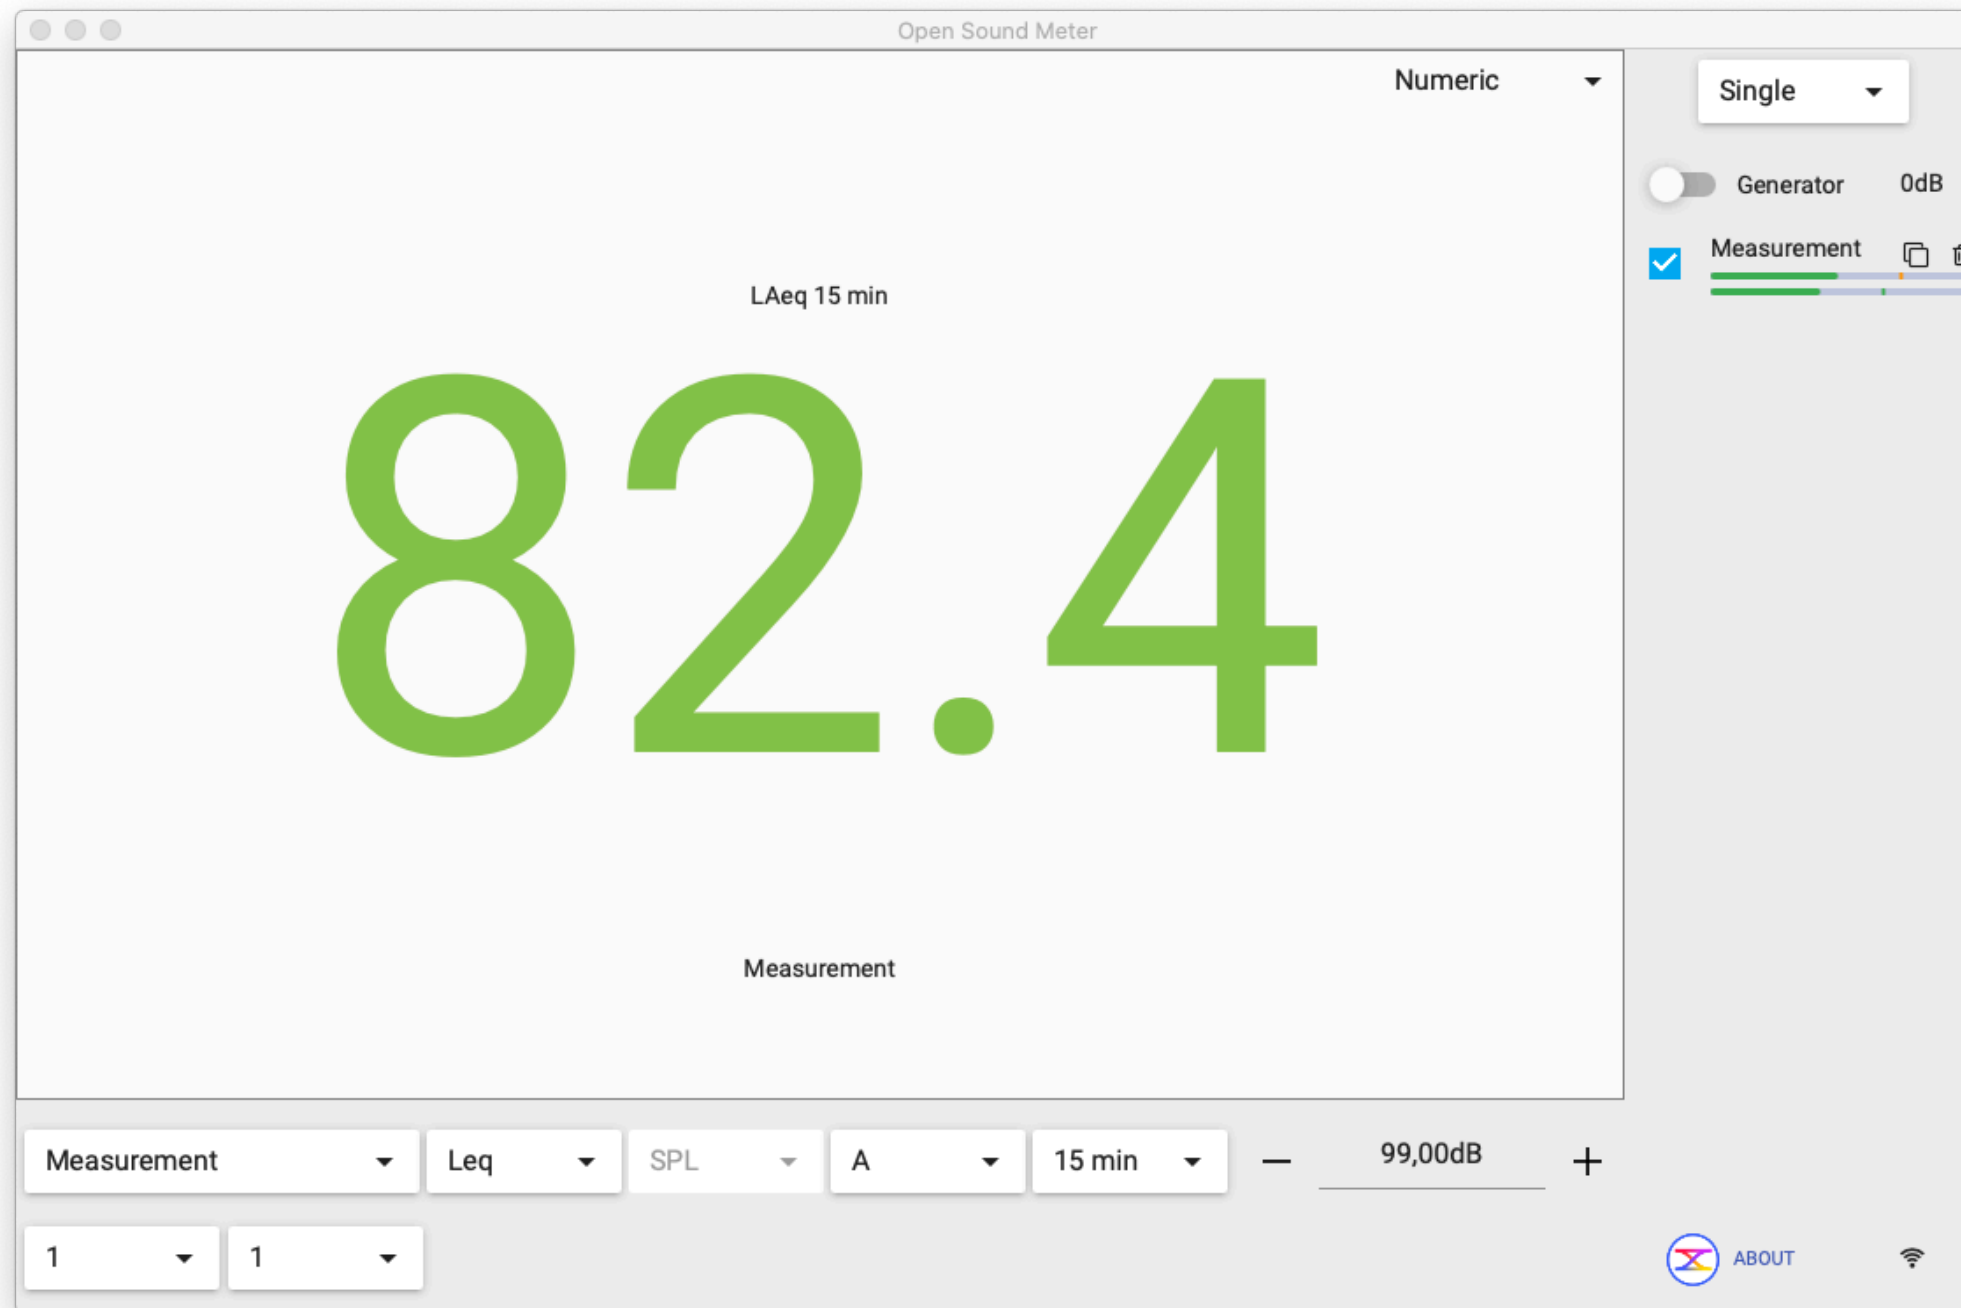 Open Sound Meter
Numeric
Single
Generator 0dB
Measurement
LAeq 15 min
82.4
Measurement
Measurement Leq SPL A 15 min — 99,00dB +
1 1
ABOUT